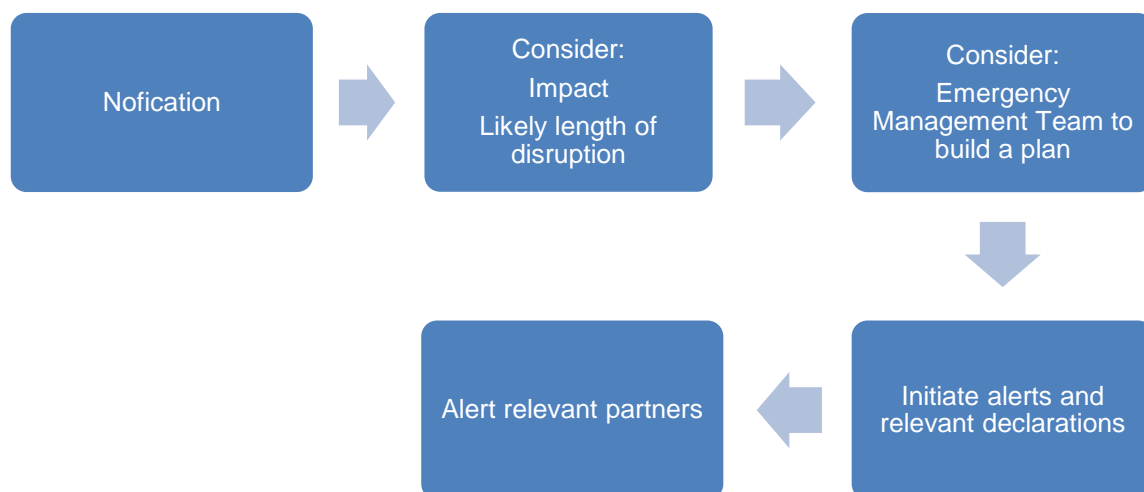 Nofication
Consider:
Impact
Likely length of
disruption
Consider:
Emergency
Management Team to
build a plan
Initiate alerts and
relevant declarations
Alert relevant partners